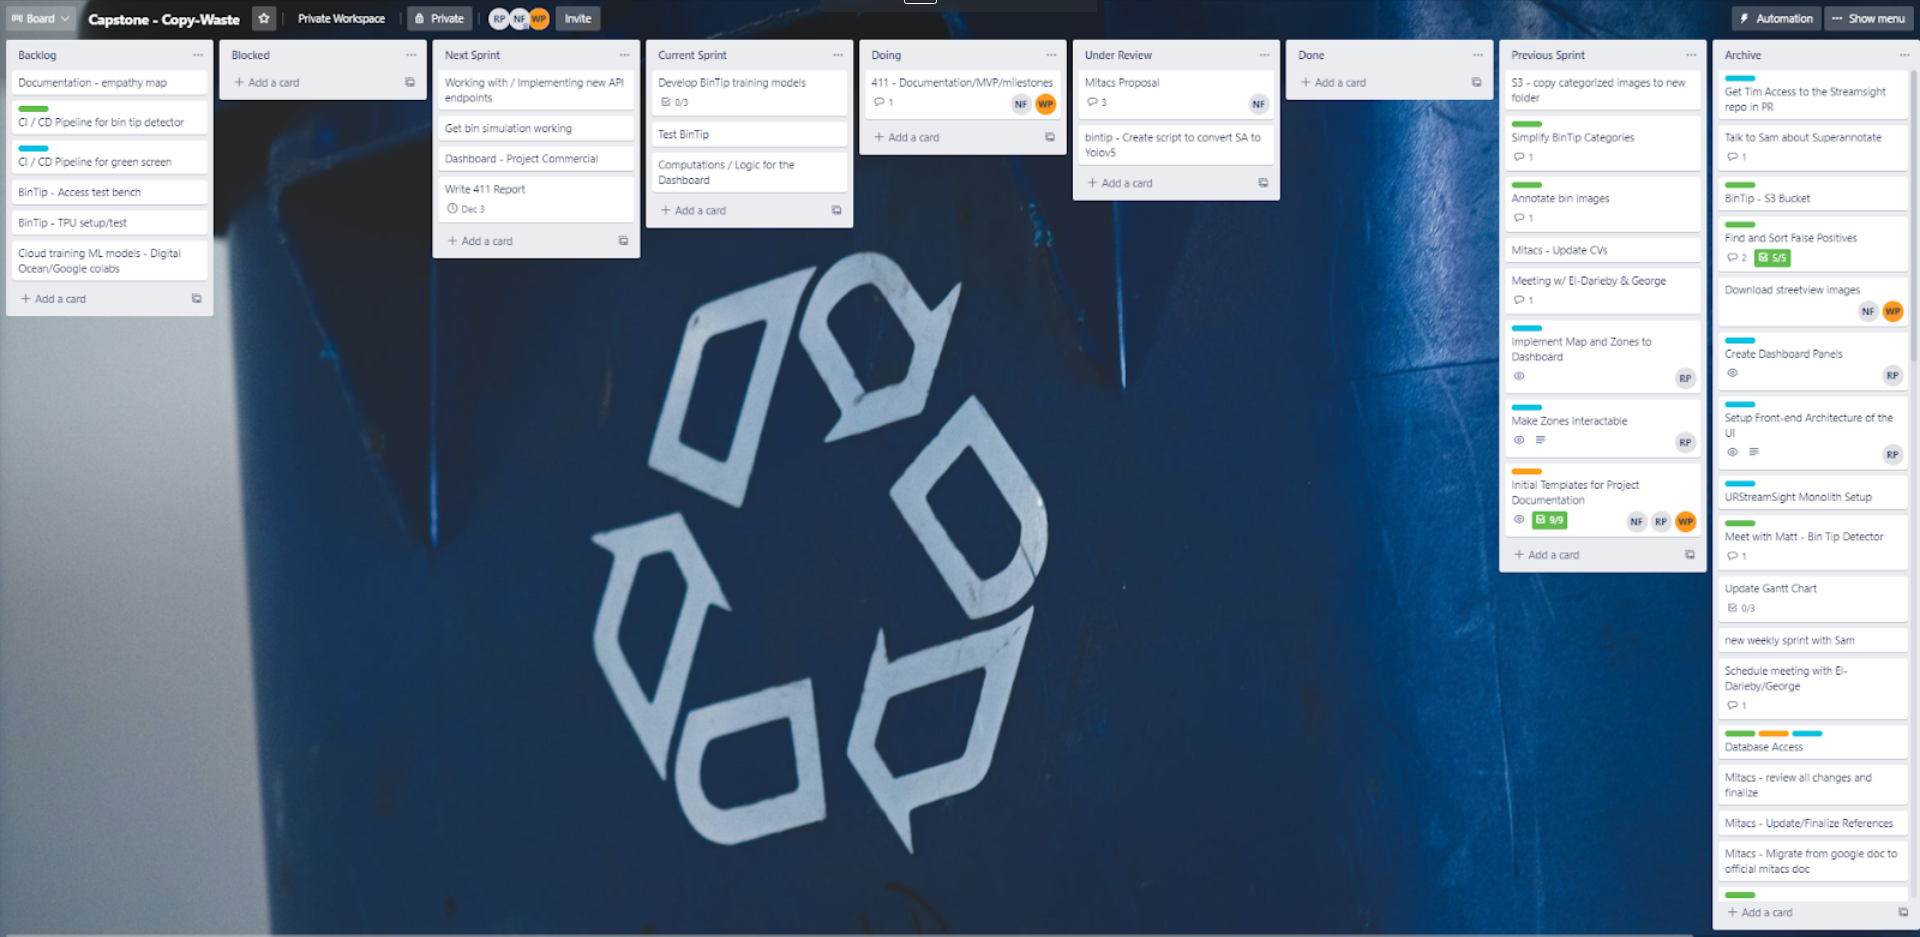 Board
Capstone - Copy-Waste
Private Workspace
Private
RP NF WP
Invite
Automation
Show menu
Backlog
Documentation - empathy map
CI / CD Pipeline for bin tip detector
CI / CD Pipeline for green screen
BinTip - Access test bench
BinTip - TPU setup/test
Cloud training ML models - Digital
Ocean/Google colabs
+ Add a card
Blocked
+ Add a card
Next Sprint
Working with / Implementing new API
endpoints
Get bin simulation working
Dashboard - Project Commercial
Write 411 Report
Dec 3
+ Add a card
Current Sprint
Develop BinTip training models
0/3
Test BinTip
Computations / Logic for the
Dashboard
+ Add a card
Doing
411 - Documentation/MVP/milestones
1
NF WP
+ Add a card
Under Review
Mitacs Proposal
3
NF
bintip - Create script to convert SA to
Yolov5
+ Add a card
Done
+ Add a card
Previous Sprint
S3 - copy categorized images to new
folder
Simplify BinTip Categories
1
Annotate bin images
1
Mitacs - Update CVs
Meeting w/ El-Darieby & George
1
Implement Map and Zones to
Dashboard
RP
Make Zones Interactable
RP
Initial Templates for Project
Documentation
9/9
NF RP WP
+ Add a card
Archive
Get Tim Access to the Streamsight
repo in PR
Talk to Sam about Superannotate
1
BinTip - S3 Bucket
Find and Sort False Positives
2 5/5
Download streetview images
NF WP
Create Dashboard Panels
RP
Setup Front-end Architecture of the
UI
RP
URStreamSight Monolith Setup
Meet with Matt - Bin Tip Detector
1
Update Gantt Chart
0/3
new weekly sprint with Sam
Schedule meeting with El-
Darieby/George
1
Database Access
Mitacs - review all changes and
finalize
Mitacs - Update/Finalize References
Mitacs - Migrate from google doc to
official mitacs doc
+ Add a card